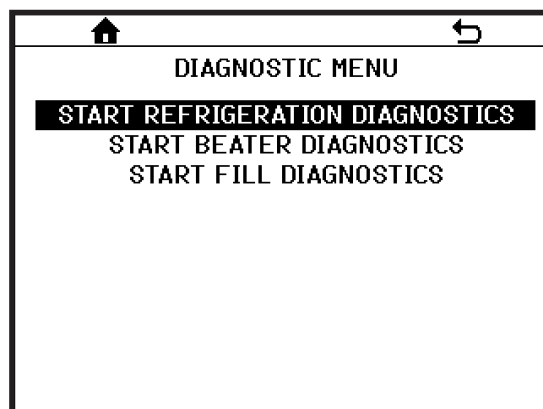 DIAGNOSTIC MENU
START REFRIGERATION DIAGNOSTICS
START BEATER DIAGNOSTICS
START FILL DIAGNOSTICS